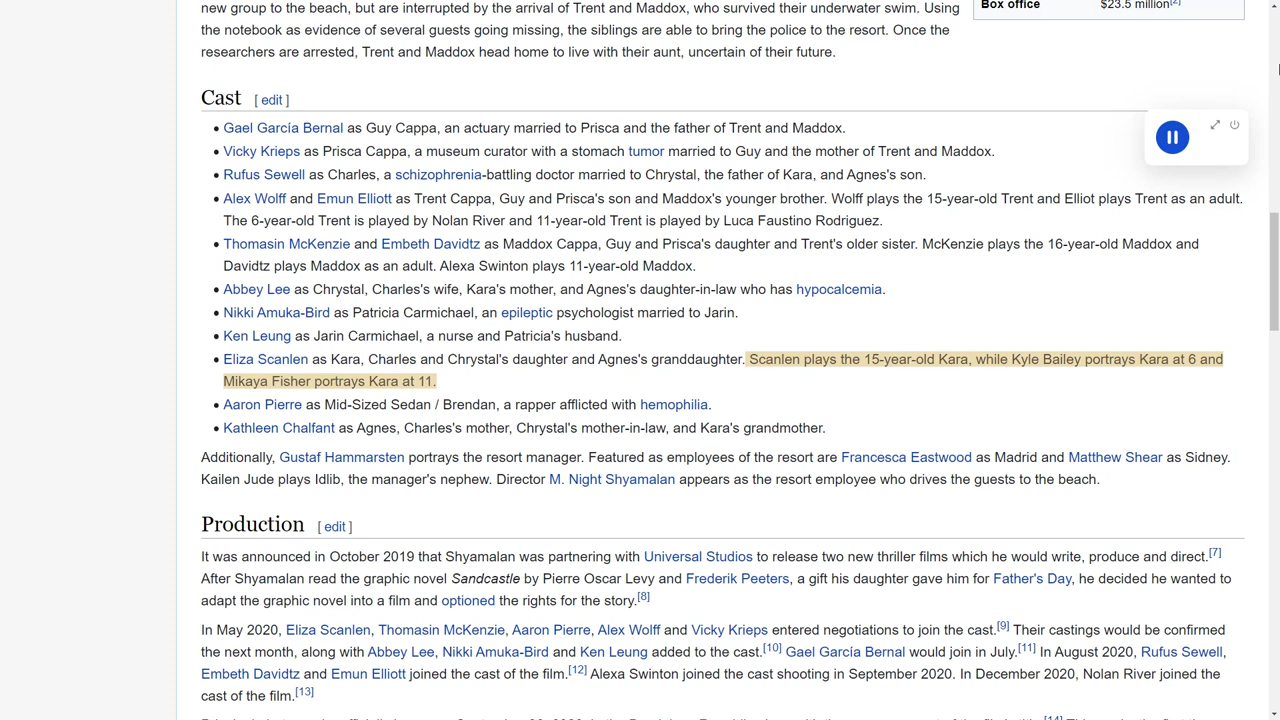 new group to the beach, but are interrupted by the arrival of Trent and Maddox, who survived their underwater swim. Using
the notebook as evidence of several guests going missing, the siblings are able to bring the police to the resort. Once the
researchers are arrested, Trent and Maddox head home to live with their aunt, uncertain of their future.
Box office $23.5 million[2]
Cast [ edit ]
• Gael García Bernal as Guy Cappa, an actuary married to Prisca and the father of Trent and Maddox.
• Vicky Krieps as Prisca Cappa, a museum curator with a stomach tumor married to Guy and the mother of Trent and Maddox.
• Rufus Sewell as Charles, a schizophrenia-battling doctor married to Chrystal, the father of Kara, and Agnes's son.
• Alex Wolff and Emun Elliott as Trent Cappa, Guy and Prisca's son and Maddox's younger brother. Wolff plays the 15-year-old Trent and Elliot plays Trent as an adult.
The 6-year-old Trent is played by Nolan River and 11-year-old Trent is played by Luca Faustino Rodriguez.
• Thomasin McKenzie and Embeth Davidtz as Maddox Cappa, Guy and Prisca's daughter and Trent's older sister. McKenzie plays the 16-year-old Maddox and
Davidtz plays Maddox as an adult. Alexa Swinton plays 11-year-old Maddox.
• Abbey Lee as Chrystal, Charles's wife, Kara's mother, and Agnes's daughter-in-law who has hypocalcemia.
• Nikki Amuka-Bird as Patricia Carmichael, an epileptic psychologist married to Jarin.
• Ken Leung as Jarin Carmichael, a nurse and Patricia's husband.
• Eliza Scanlen as Kara, Charles and Chrystal's daughter and Agnes's granddaughter. Scanlen plays the 15-year-old Kara, while Kyle Bailey portrays Kara at 6 and
Mikaya Fisher portrays Kara at 11.
• Aaron Pierre as Mid-Sized Sedan / Brendan, a rapper afflicted with hemophilia.
• Kathleen Chalfant as Agnes, Charles's mother, Chrystal's mother-in-law, and Kara's grandmother.
Additionally, Gustaf Hammarsten portrays the resort manager. Featured as employees of the resort are Francesca Eastwood as Madrid and Matthew Shear as Sidney.
Kailen Jude plays Idlib, the manager's nephew. Director M. Night Shyamalan appears as the resort employee who drives the guests to the beach.
Production [ edit ]
It was announced in October 2019 that Shyamalan was partnering with Universal Studios to release two new thriller films which he would write, produce and direct.[7]
After Shyamalan read the graphic novel Sandcastle by Pierre Oscar Levy and Frederik Peeters, a gift his daughter gave him for Father's Day, he decided he wanted to
adapt the graphic novel into a film and optioned the rights for the story.[8]
In May 2020, Eliza Scanlen, Thomasin McKenzie, Aaron Pierre, Alex Wolff and Vicky Krieps entered negotiations to join the cast.[9] Their castings would be confirmed
the next month, along with Abbey Lee, Nikki Amuka-Bird and Ken Leung added to the cast.[10] Gael García Bernal would join in July.[11] In August 2020, Rufus Sewell,
Embeth Davidtz and Emun Elliott joined the cast of the film.[12] Alexa Swinton joined the cast shooting in September 2020. In December 2020, Nolan River joined the
cast of the film.[13]